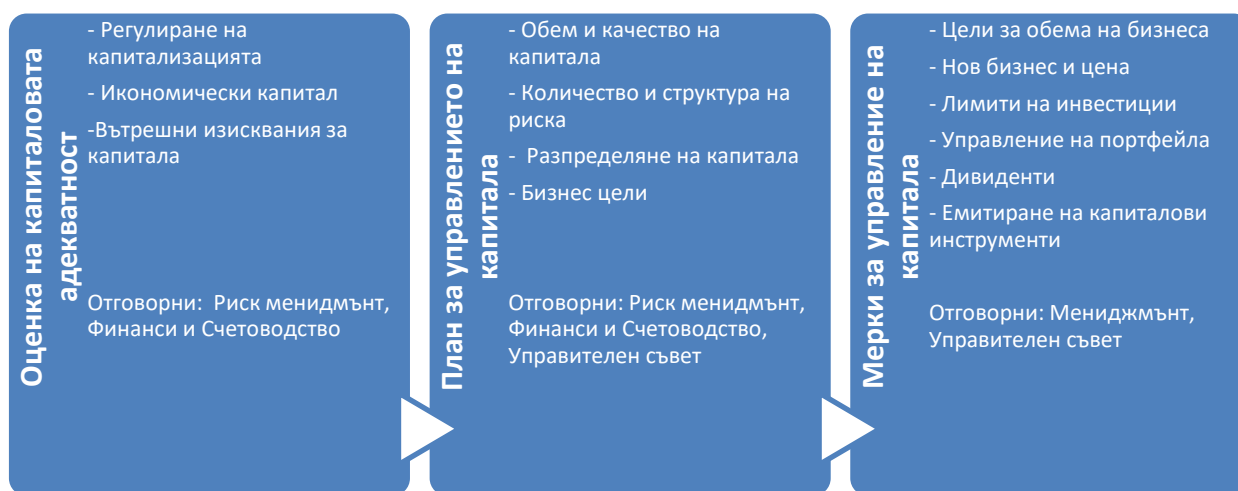 Оценка на капиталовата
адекватност
- Регулиране на
капитализацията
- Икономически капитал
-Вътрешни изисквания за
капитала
Отговорни: Риск менидмънт,
Финанси и Счетоводство
План за управлението на
капитала
- Обем и качество на
капитала
- Количество и структура на
риска
- Разпределяне на капитала
- Бизнес цели
Отговорни: Риск менидмънт,
Финанси и Счетоводство,
Управителен съвет
Мерки за управление на
капитала
- Цели за обема на бизнеса
- Нов бизнес и цена
- Лимити на инвестиции
- Управление на портфейла
- Дивиденти
- Емитиране на капиталови
инструменти
Отговорни: Мениджмънт,
Управителен съвет